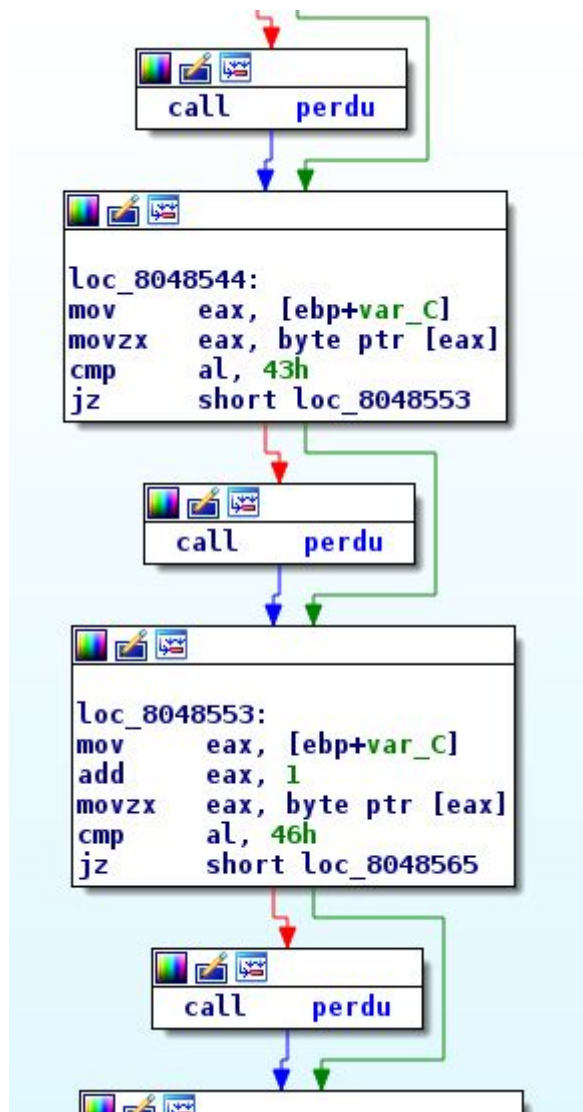 call perdu
loc_8048544:
mov eax, [ebp+var_C]
movzx eax, byte ptr [eax]
cmp al, 43h
jz short loc_8048553
call perdu
loc_8048553:
mov eax, [ebp+var_C]
add eax, 1
movzx eax, byte ptr [eax]
cmp al, 46h
jz short loc_8048565
call perdu